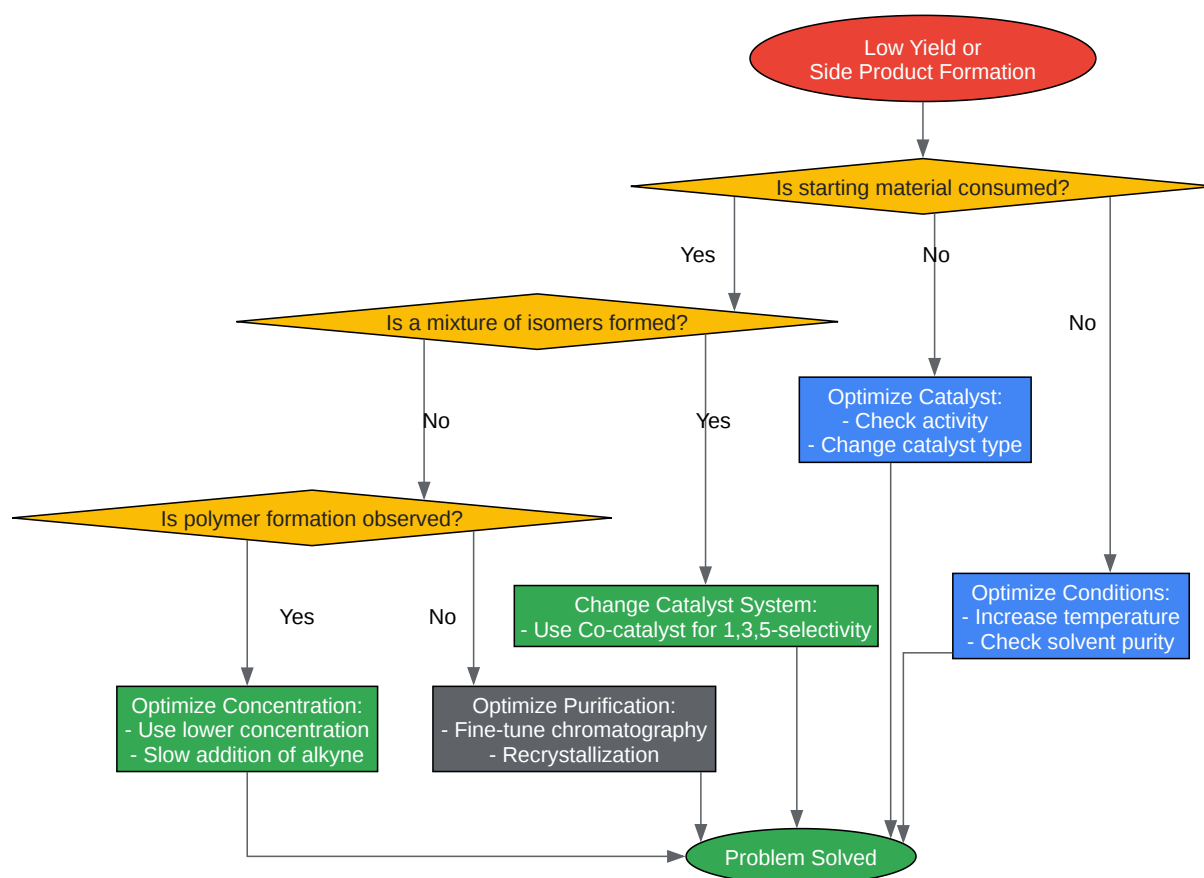 Low Yield or
Side Product Formation
Is starting material consumed?
Yes
No
No
Is a mixture of isomers formed?
No
Yes
Optimize Catalyst:
- Check activity
- Change catalyst type
Is polymer formation observed?
Yes
No
Change Catalyst System:
- Use Co-catalyst for 1,3,5-selectivity
Optimize Conditions:
- Increase temperature
- Check solvent purity
Optimize Concentration:
- Use lower concentration
- Slow addition of alkyne
Optimize Purification:
- Fine-tune chromatography
- Recrystallization
Problem Solved